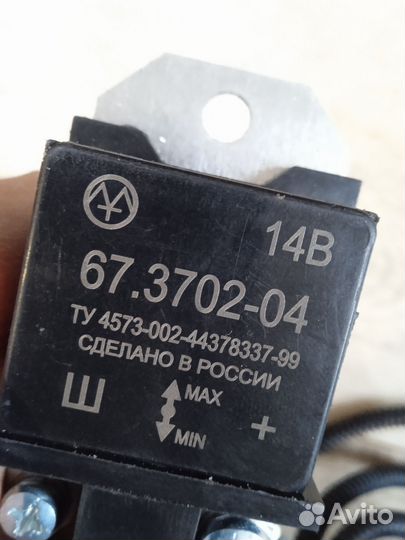 14В
67.3702-04
ТУ 4573-002-44378337-99
СДЕЛАНО В РОССИИ
Ш
MAX
MIN
+
Avito